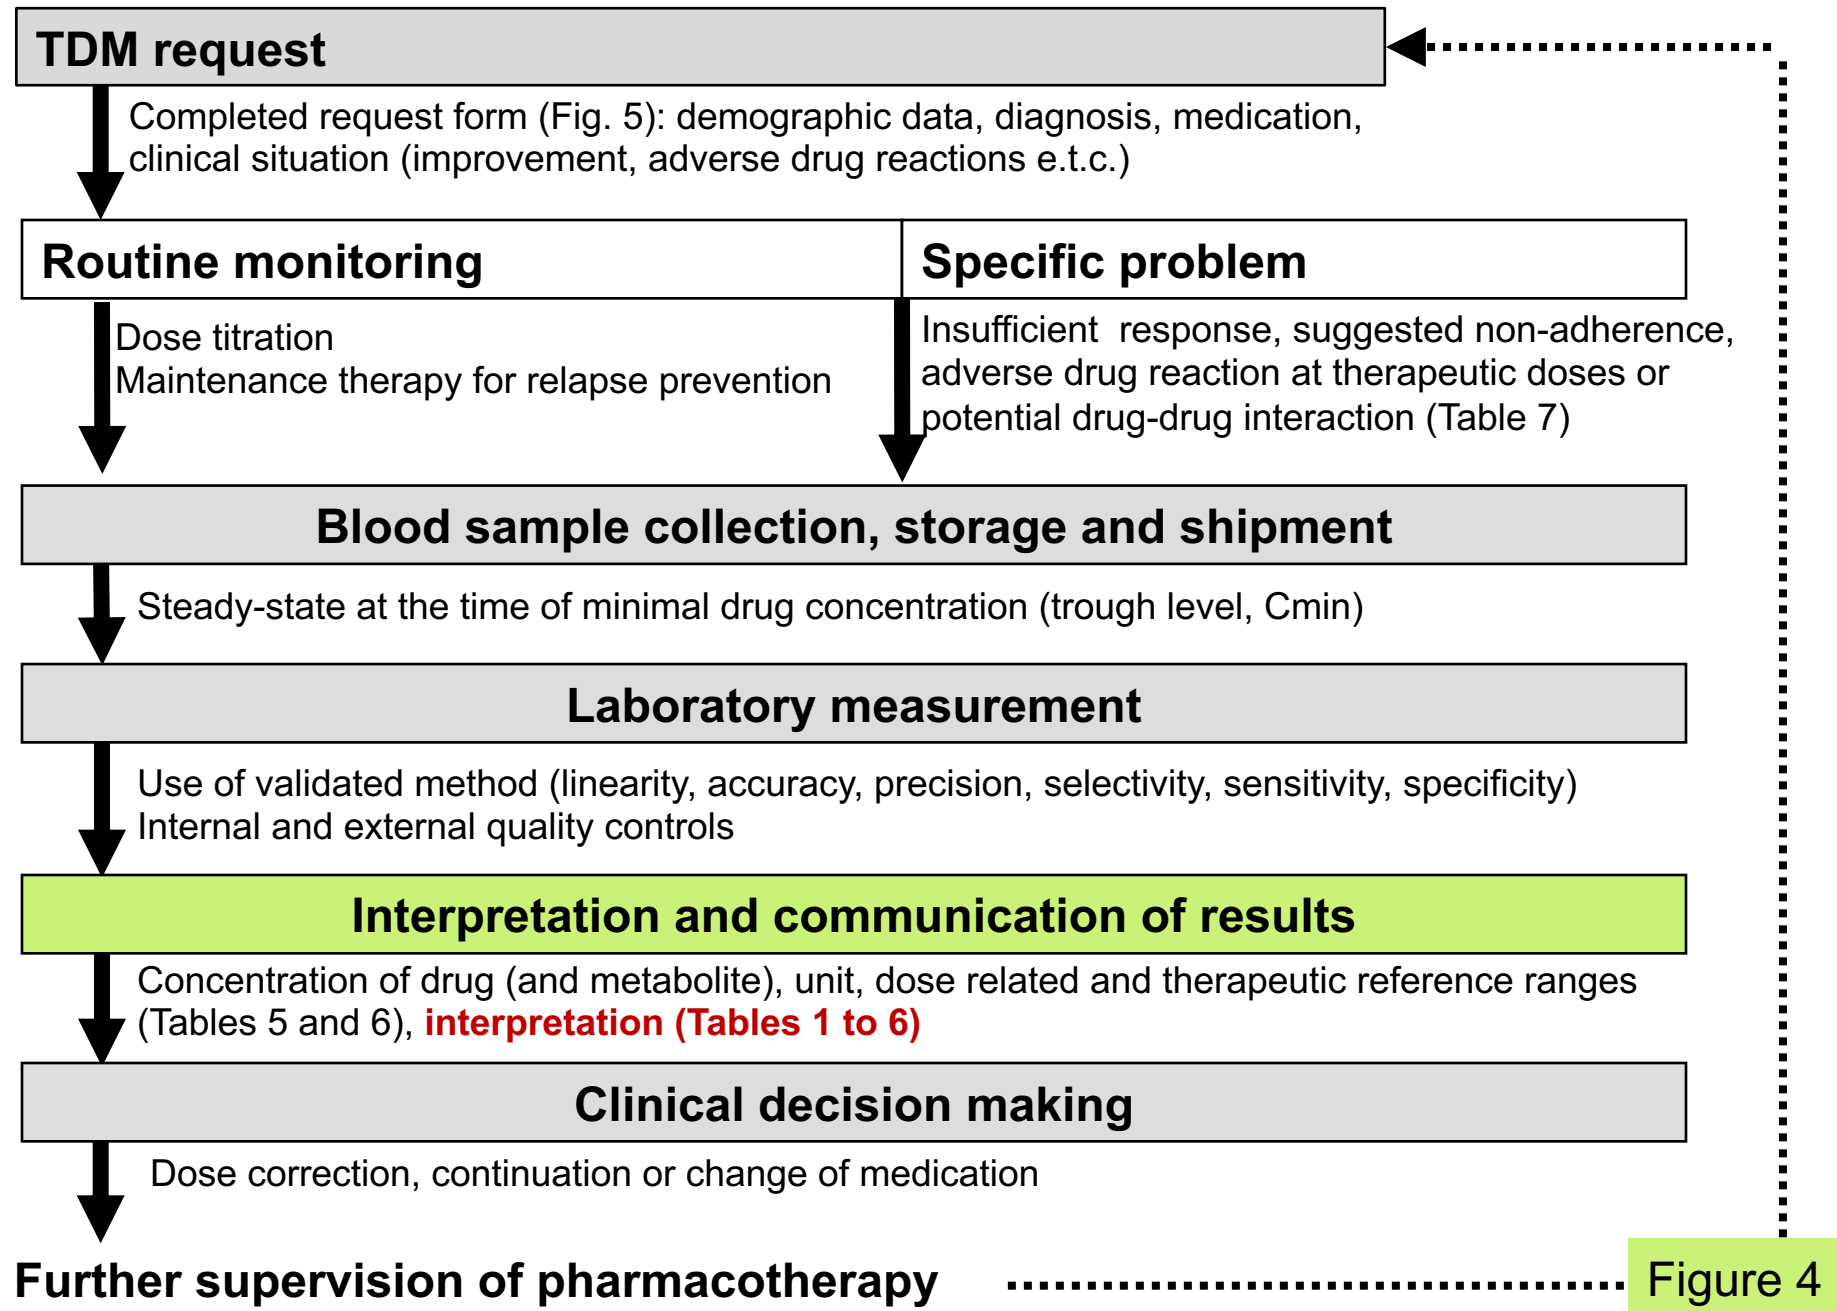 TDM request
Completed request form (Fig. 5): demographic data, diagnosis, medication,
clinical situation (improvement, adverse drug reactions e.t.c.)
Routine monitoring
Specific problem
Dose titration
Maintenance therapy for relapse prevention
Insufficient  response, suggested non-adherence,
adverse drug reaction at therapeutic doses or
potential drug-drug interaction (Table 7)
Blood sample collection, storage and shipment
Steady-state at the time of minimal drug concentration (trough level, Cmin)
Laboratory measurement
Use of validated method (linearity, accuracy, precision, selectivity, sensitivity, specificity)
Internal and external quality controls
Interpretation and communication of results
Concentration of drug (and metabolite), unit, dose related and therapeutic reference ranges
(Tables 5 and 6), interpretation (Tables 1 to 6)
Clinical decision making
Dose correction, continuation or change of medication
Further supervision of pharmacotherapy
Figure 4